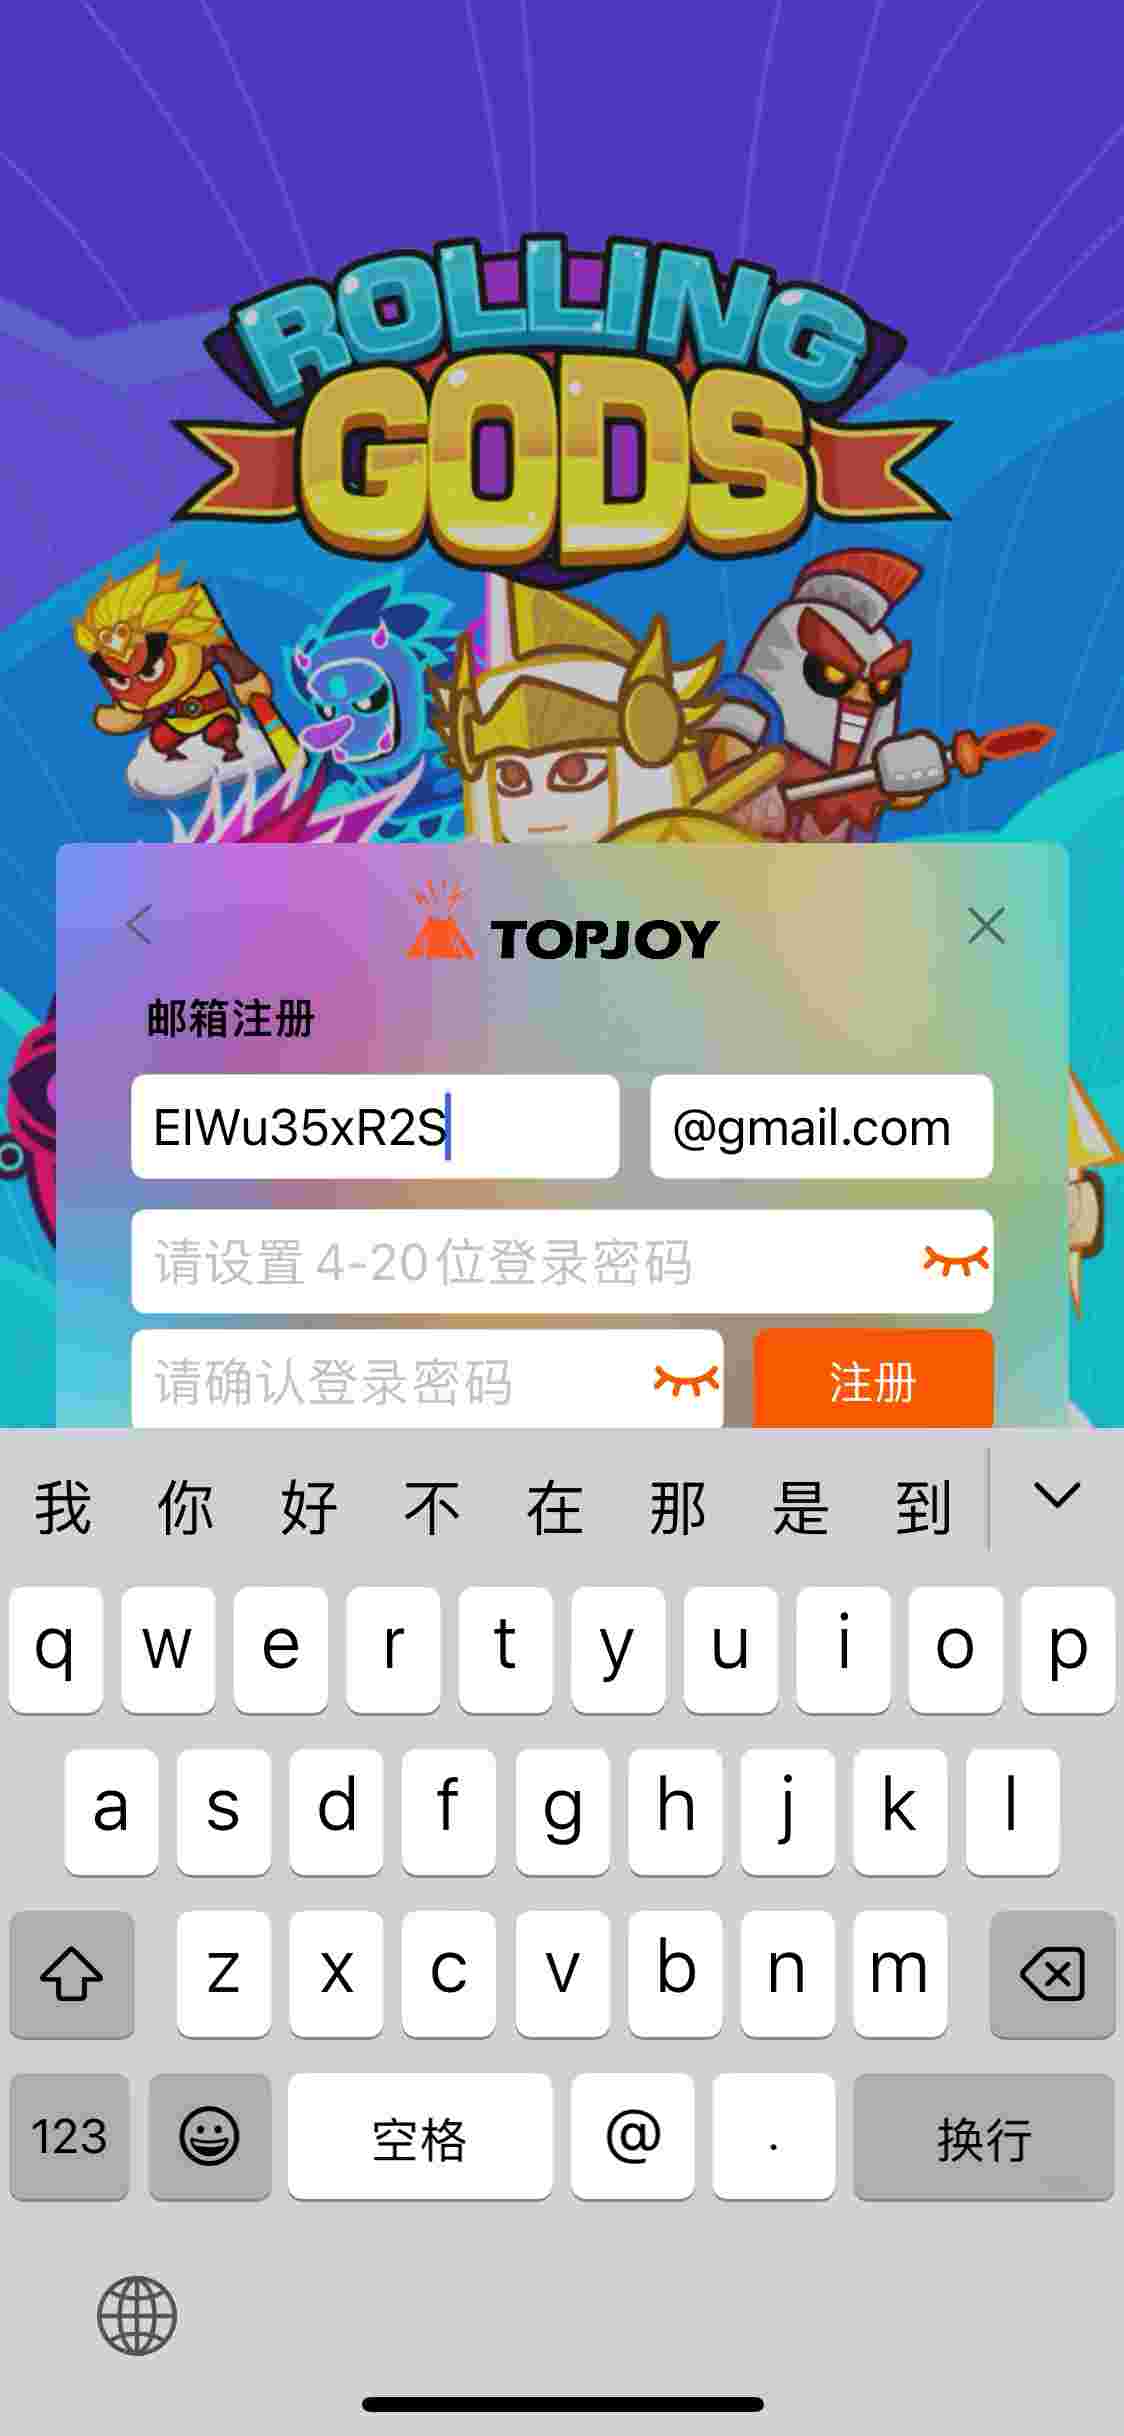 ROLLING
GODS
TOPJOY
邮箱注册
EIWu35xR2S @gmail.com
请设置4-20位登录密码
请确认登录密码 注册
我 你 好 不 在 那 是 到
q w e r t y u i o p
a s d f g h j k l
z x c v b n m
123 空格 @ . 换行